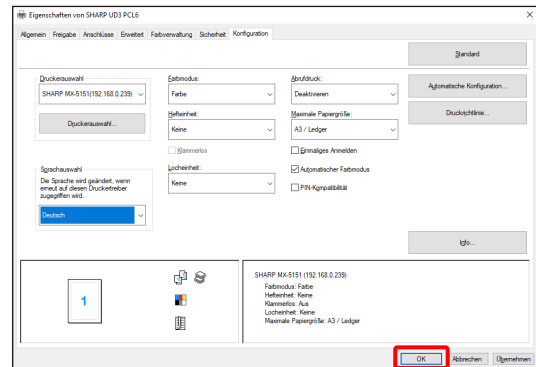 Eigenschaften von SHARP UD3 PCL6
Allgemein Freigabe Anschlüsse Erweitert Farbverwaltung Sicherheit Konfiguration
Standard
Druckerauswahl
SHARP MX-5151(192.168.0.239)
Druckerauswahl...
Farbmodus:
Farbe
Abrufdruck:
Deaktivieren
Automatische Konfiguration...
Hefteinheit:
Keine
Maximale Papiergröße:
A3 / Ledger
Druckrichtlinie...
Klammerlos
Einmaliges Anmelden
Sprachauswahl
Die Sprache wird geändert, wenn
erneut auf diesen Druckertreiber
zugegriffen wird.
Deutsch
Locheinheit:
Keine
Automatischer Farbmodus
PIN-Kompatibilität
Info...
1
SHARP MX-5151 (192.168.0.239)
Farbmodus: Farbe
Hefteinheit: Keine
Klammerlos: Aus
Locheinheit: Keine
Maximale Papiergröße: A3 / Ledger
OK Abbrechen Übernehmen